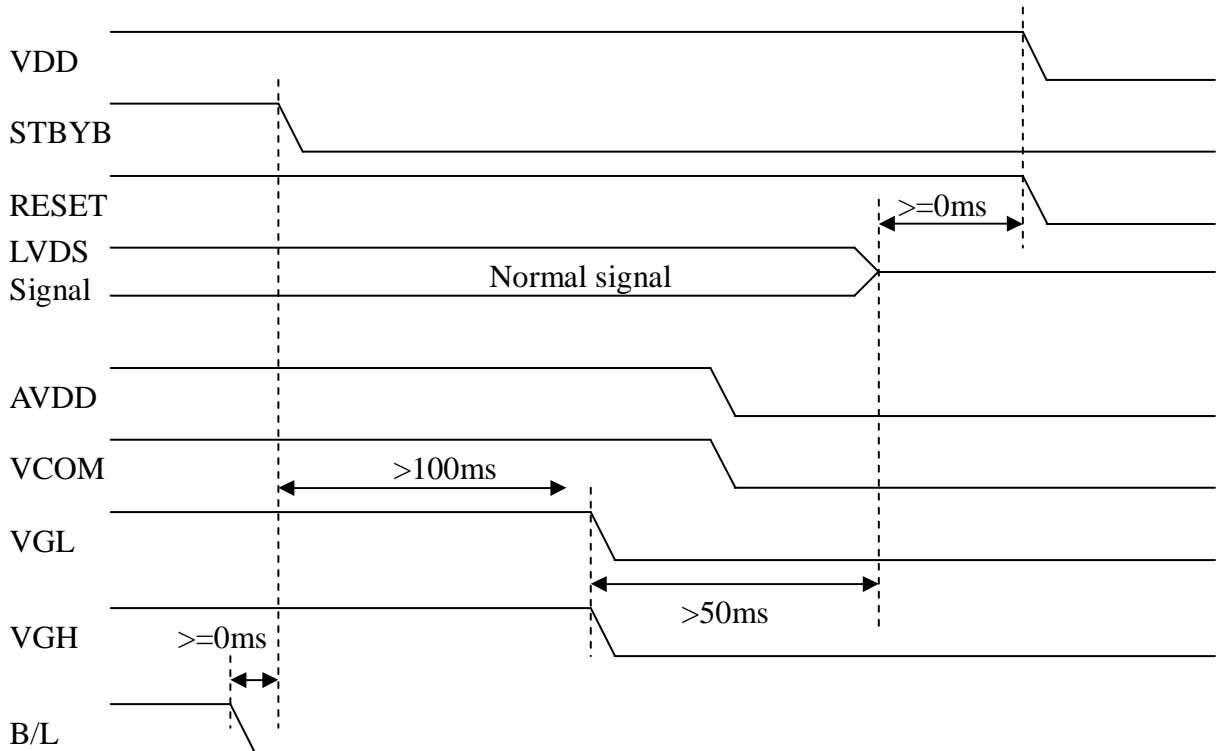 VDD
STBYB
RESET
>=0ms
LVDS
Signal
Normal signal
AVDD
VCOM
>100ms
VGL
>50ms
VGH
>=0ms
B/L